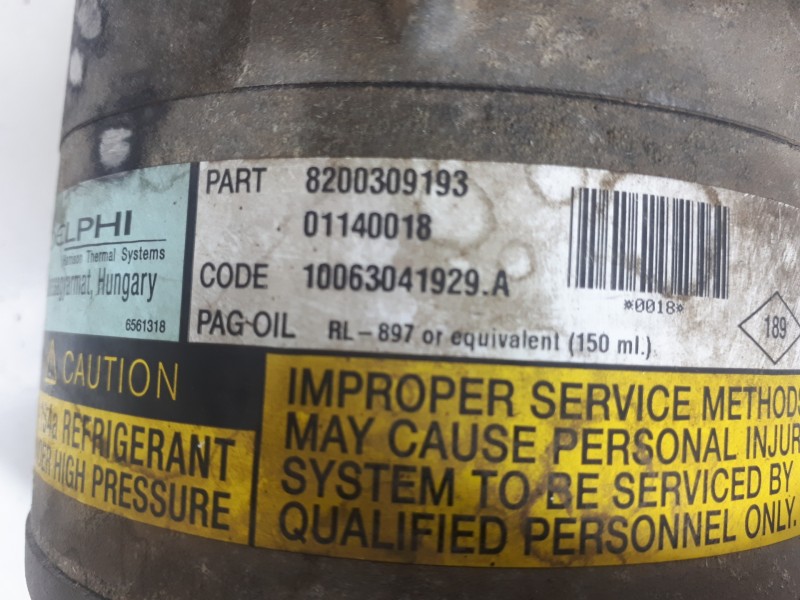 PART 8200309193
01140018
CODE 10063041929.A
PAG OIL RL-897 or equivalent (150 ml.)
*0018*
189
ELPHI
Thermal Systems
Hungary
6561318
CAUTION
REFRIGERANT
HIGH PRESSURE
IMPROPER SERVICE METHODS
MAY CAUSE PERSONAL INJUR
SYSTEM TO BE SERVICED BY
QUALIFIED PERSONNEL ONLY.